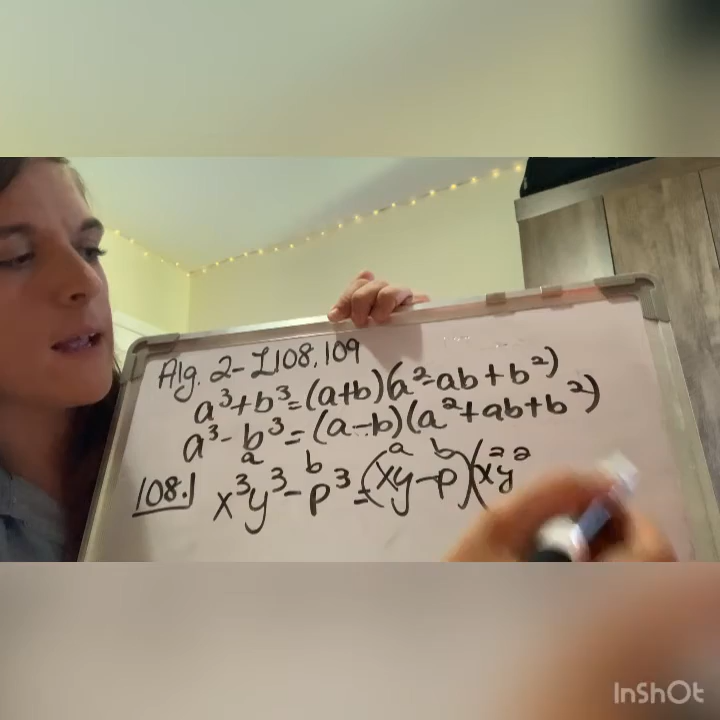 Alg. 2 - L108, 109
a³+b³=(a+b)(a²-ab+b²)
a³-b³=(a-b)(a²+ab+b²)
a b a b
108.1 x³y³-p³=(xy-p)(x²y²
InShOt